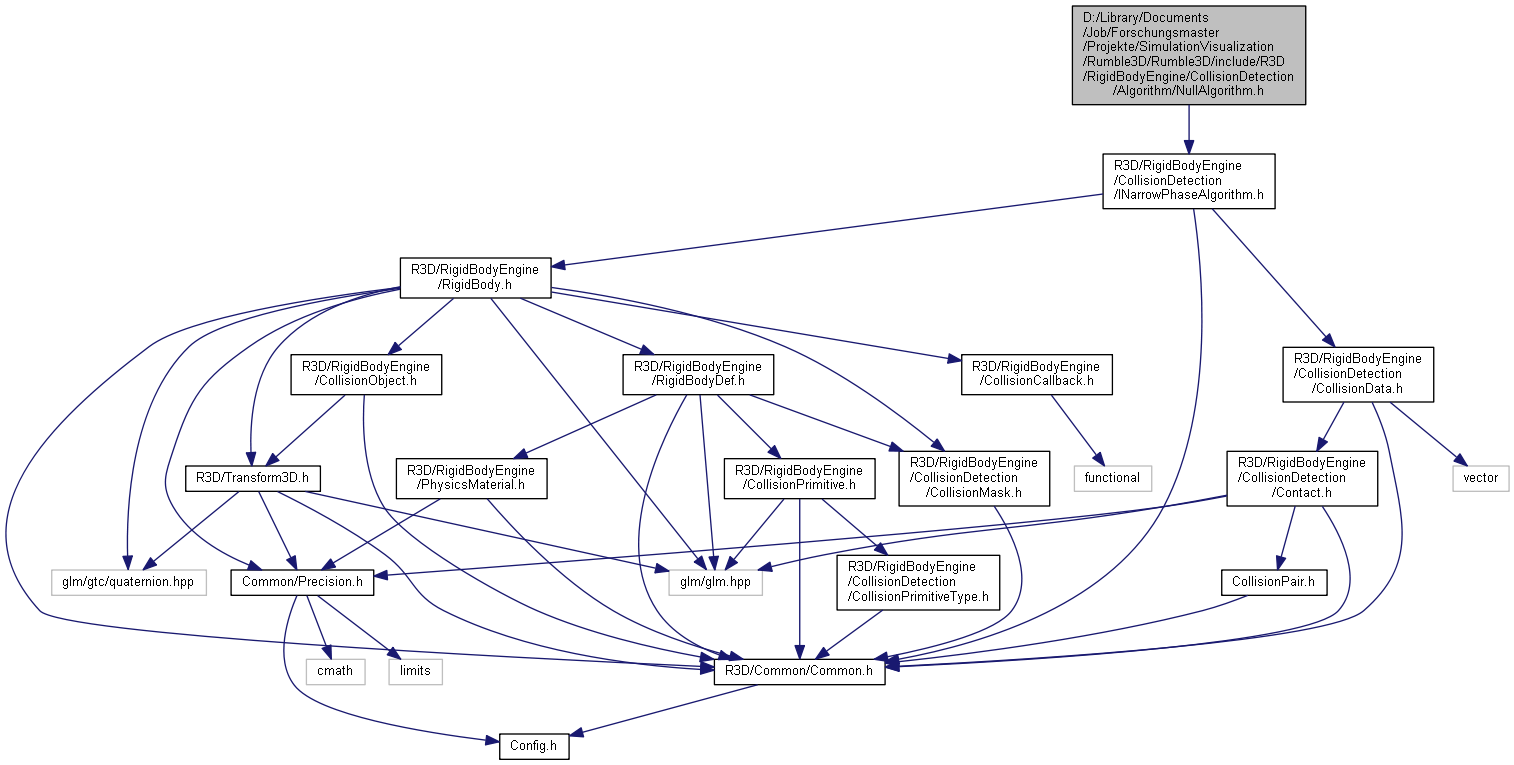 D:/Library/Documents
/Job/Forschungsmaster
/Projekte/SimulationVisualization
/Rumble3D/Rumble3D/include/R3D
/RigidBodyEngine/CollisionDetection
/Algorithm/NullAlgorithm.h
R3D/RigidBodyEngine
/CollisionDetection
/INarrowPhaseAlgorithm.h
R3D/RigidBodyEngine
/RigidBody.h
R3D/RigidBodyEngine
/CollisionObject.h
R3D/RigidBodyEngine
/RigidBodyDef.h
R3D/RigidBodyEngine
/CollisionCallback.h
R3D/RigidBodyEngine
/CollisionDetection
/CollisionData.h
R3D/Transform3D.h
R3D/RigidBodyEngine
/PhysicsMaterial.h
R3D/RigidBodyEngine
/CollisionPrimitive.h
R3D/RigidBodyEngine
/CollisionDetection
/CollisionMask.h
functional
R3D/RigidBodyEngine
/CollisionDetection
/Contact.h
vector
glm/gtc/quaternion.hpp
Common/Precision.h
glm/glm.hpp
R3D/RigidBodyEngine
/CollisionDetection
/CollisionPrimitiveType.h
CollisionPair.h
cmath
limits
R3D/Common/Common.h
Config.h